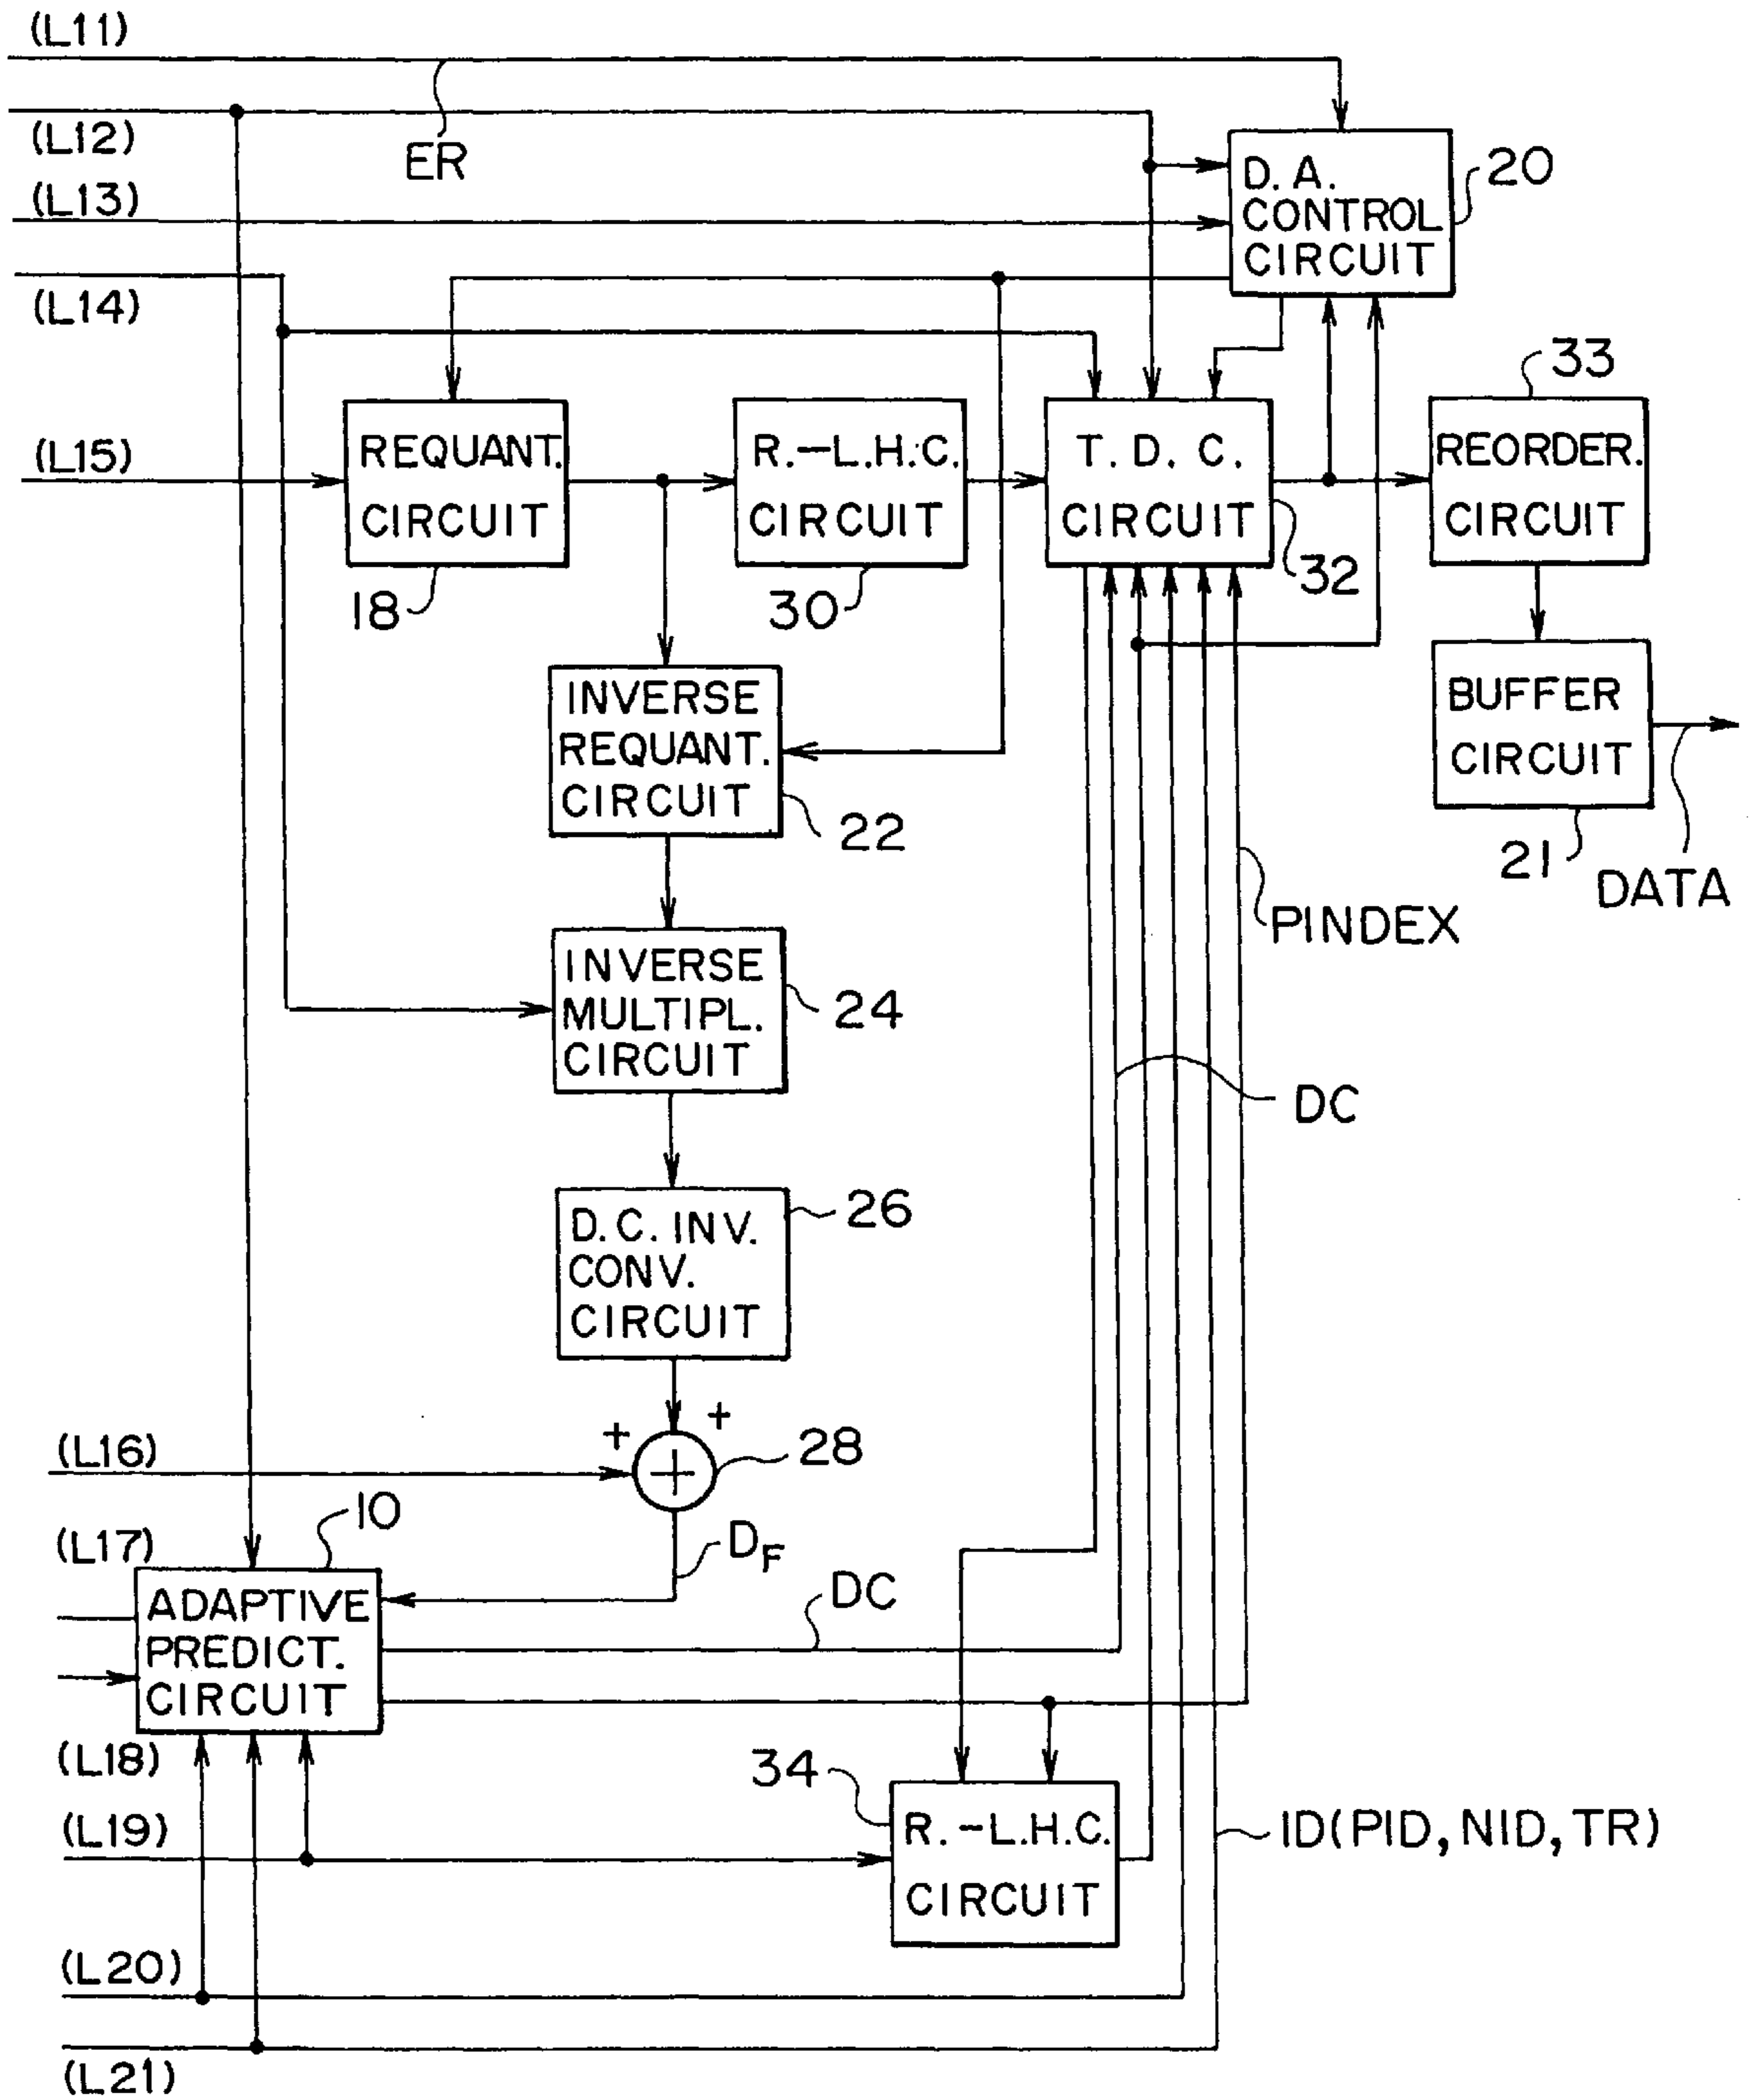 (L11)
ER
(L12)
(L13)
D. A.
CONTROL
CIRCUIT
20
(L14)
33
(L15)
REQUANT.
CIRCUIT
18
R.-L.H.C.
CIRCUIT
30
T. D. C.
CIRCUIT
32
REORDER.
CIRCUIT
INVERSE
REQUANT.
CIRCUIT
22
BUFFER
CIRCUIT
21
DATA
PINDEX
INVERSE
MULTIPL.
CIRCUIT
24
DC
D.C. INV.
CONV.
CIRCUIT
26
+ +
(L16)
+
28
10
(L17)
DF
ADAPTIVE
PREDICT.
CIRCUIT
DC
(L18)
34
(L19)
R.-L.H.C.
CIRCUIT
ID(PID, NID, TR)
(L20)
(L21)